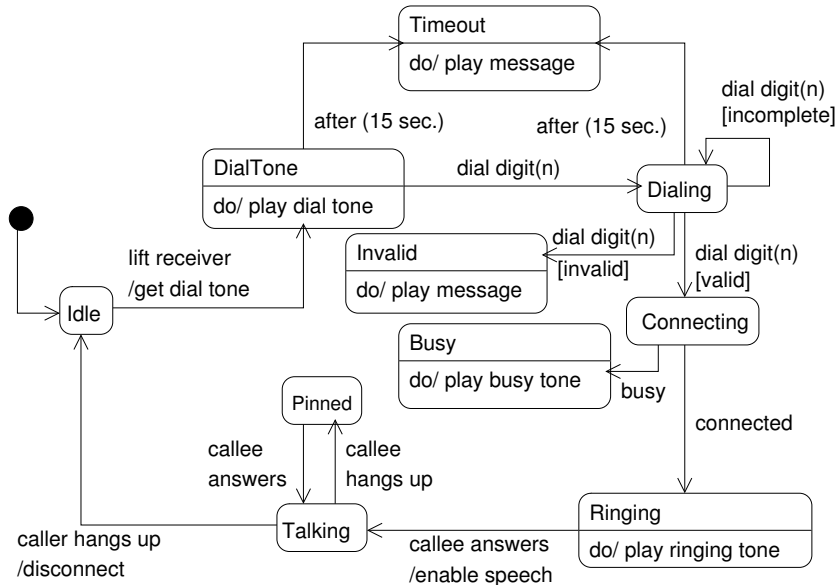 Timeout
do/ play message
after (15 sec.)
after (15 sec.)
dial digit(n)
[incomplete]
DialTone
do/ play dial tone
dial digit(n)
Dialing
lift receiver
/get dial tone
Invalid
do/ play message
dial digit(n)
[invalid]
dial digit(n)
[valid]
Idle
Connecting
Busy
do/ play busy tone
busy
Pinned
connected
callee
answers
callee
hangs up
Talking
Ringing
do/ play ringing tone
caller hangs up
/disconnect
callee answers
/enable speech